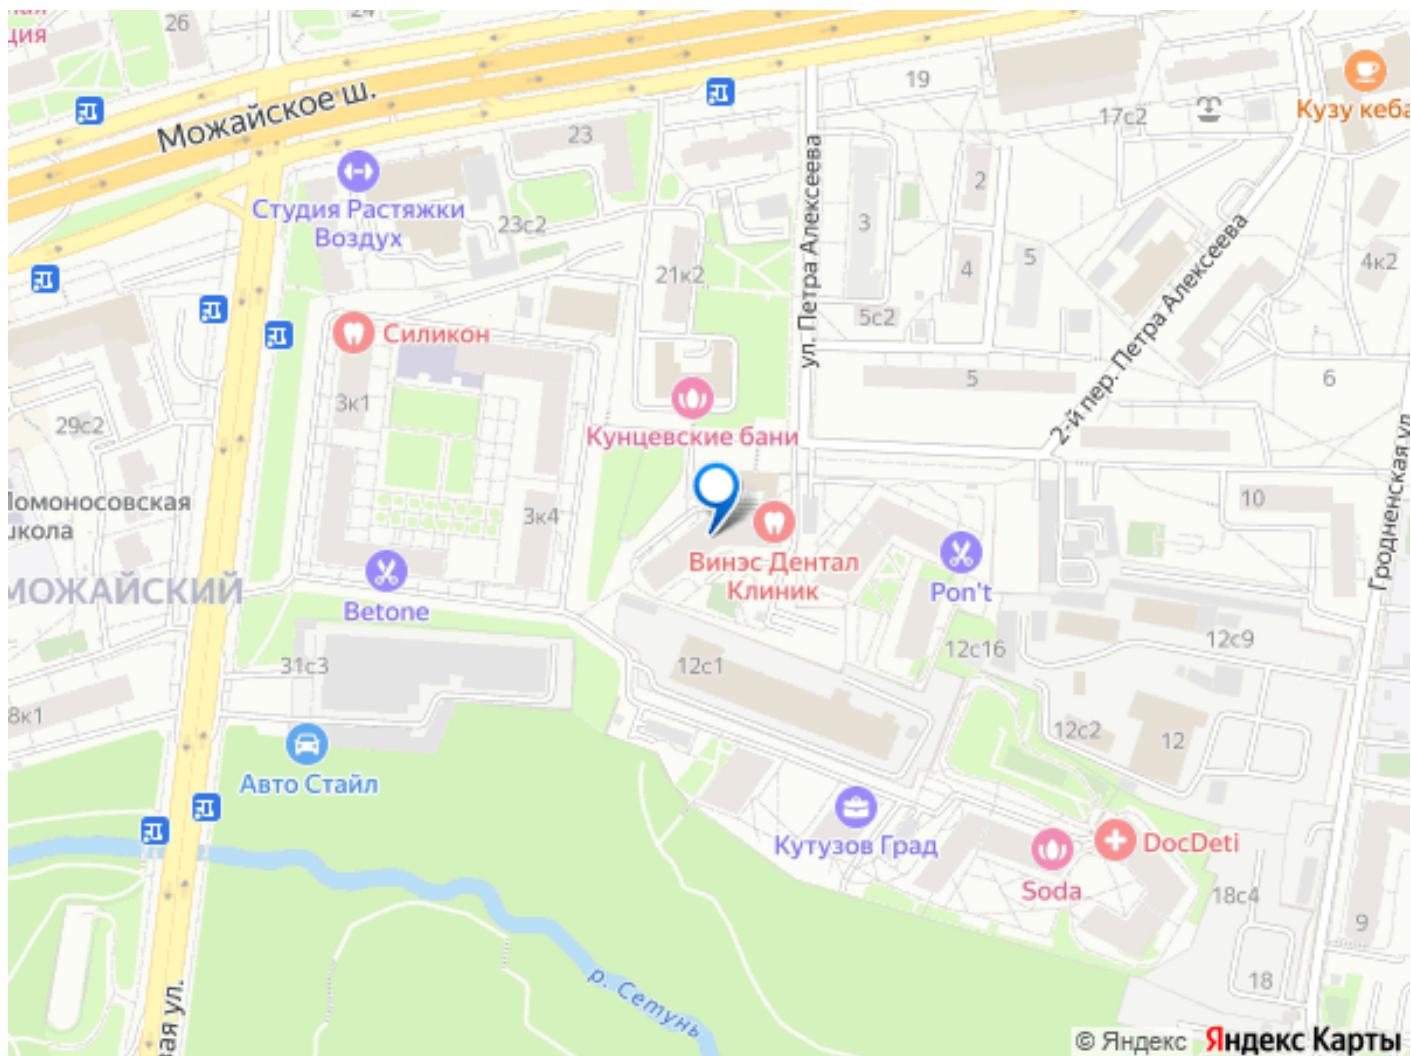 26
24
ция
Можайское ш.
19
17с2
Кузу кеба
23
Студия Растяжки
Воздух
23с2
ул. Петра Алексеева
3
2
4
5
5с2
21к2
2-й пер. Петра Алексеева
4к2
Силикон
3к1
5
6
29с2
Кунцевские бани
Гродненская ул.
Ломоносовская
школа
3к4
10
Винэс Дентал
Клиник
Pon't
МОЖАЙСКИЙ
Betone
31с3
12с1
12с16
12с9
8к1
12с2
12
Авто Стайл
Кутузов Град
DocDeti
Soda
18с4
9
р. Сетунь
18
вая ул.
© Яндекс Яндекс Карты